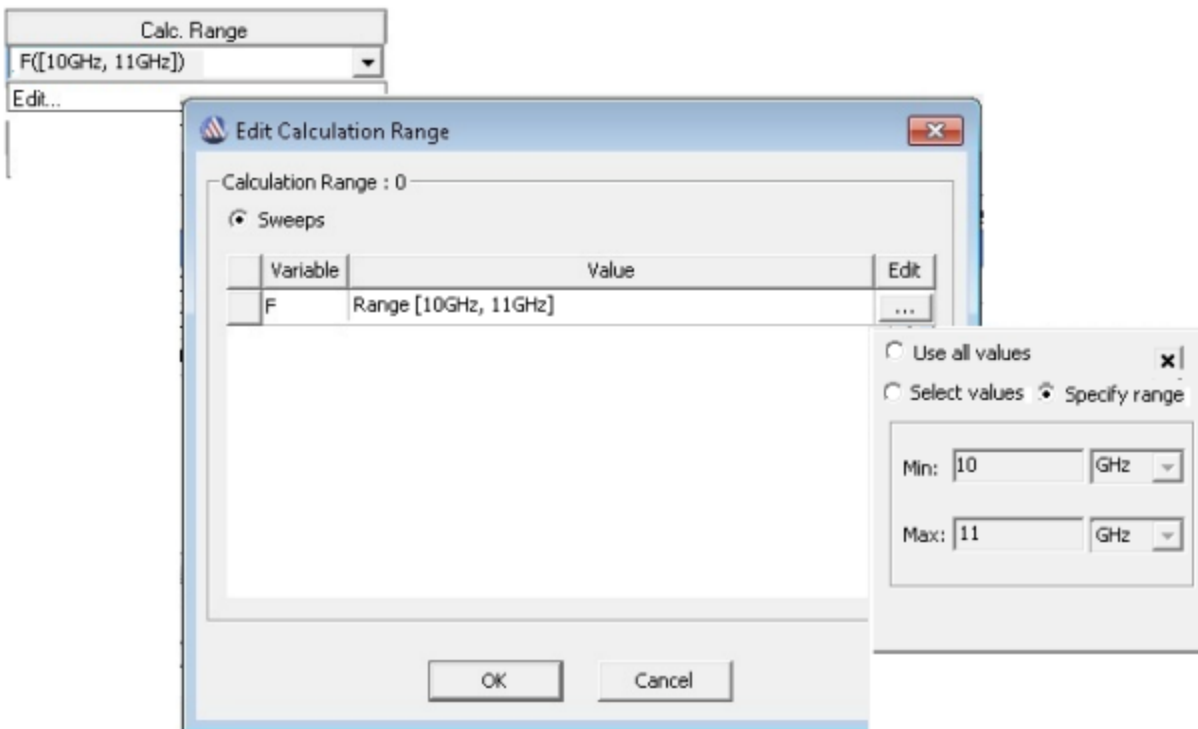 Calc. Range
F([10GHz, 11GHz])
Edit...
Edit Calculation Range
Calculation Range : 0
Sweeps
Variable Value Edit
F Range [10GHz, 11GHz] ...
Use all values
Select values Specify range
Min: 10 GHz
Max: 11 GHz
OK Cancel